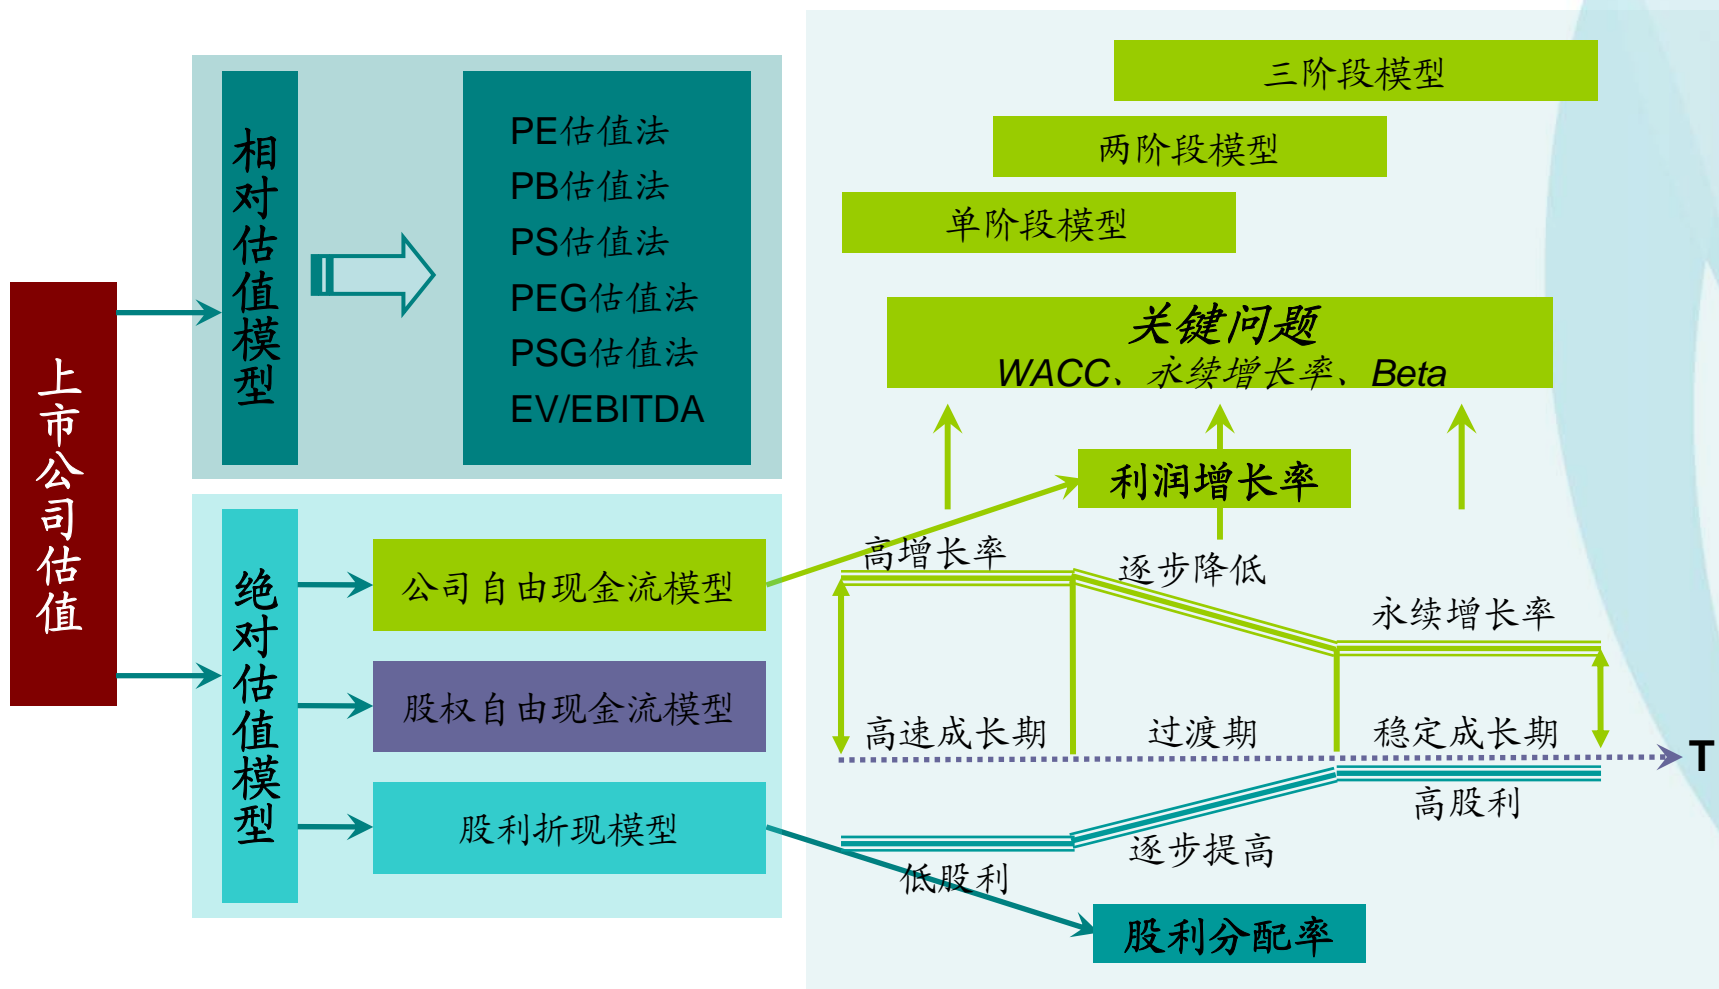 上市公司估值
相对估值模型
PE估值法
PB估值法
PS估值法
PEG估值法
PSG估值法
EV/EBITDA
绝对估值模型
公司自由现金流模型
股权自由现金流模型
股利折现模型
三阶段模型
两阶段模型
单阶段模型
关键问题
WACC、永续增长率、Beta
利润增长率
高增长率
逐步降低
永续增长率
高速成长期
过渡期
稳定成长期
T
低股利
逐步提高
高股利
股利分配率